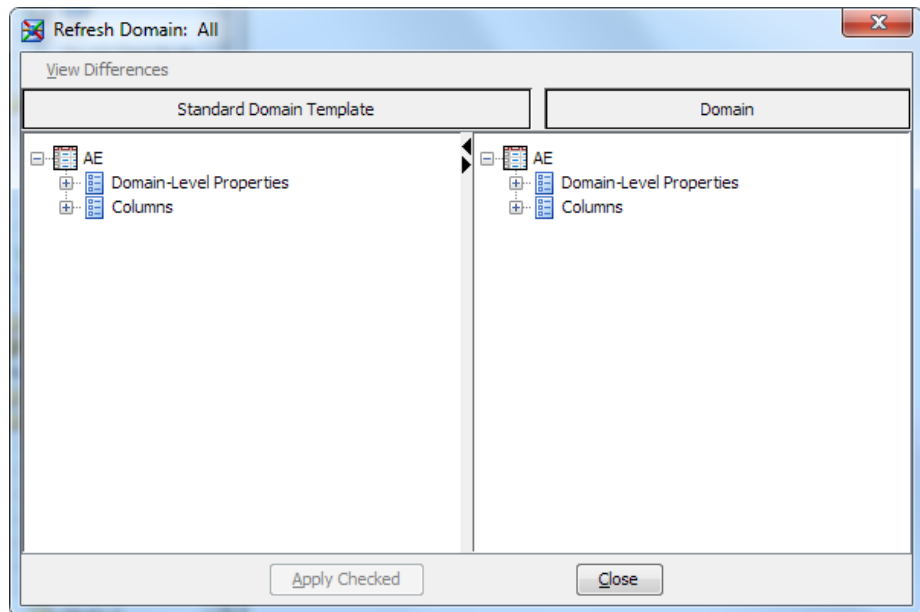 Refresh Domain: All
View Differences
Standard Domain Template
Domain
AE
Domain-Level Properties
Columns
AE
Domain-Level Properties
Columns
Apply Checked
Close